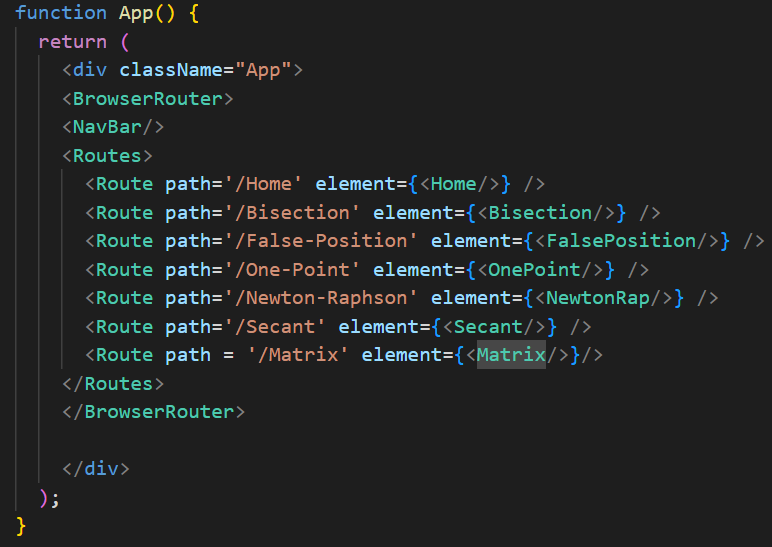 function App() {
  return (
    <div className="App">
    <BrowserRouter>
    <NavBar/>
    <Routes>
      <Route path='/Home' element={<Home/>} />
      <Route path='/Bisection' element={<Bisection/>} />
      <Route path='/False-Position' element={<FalsePosition/>} />
      <Route path='/One-Point' element={<OnePoint/>} />
      <Route path='/Newton-Raphson' element={<NewtonRap/>} />
      <Route path='/Secant' element={<Secant/>} />
      <Route path = '/Matrix' element={<Matrix/>}/>
    </Routes>
    </BrowserRouter>

    </div>
  );
}